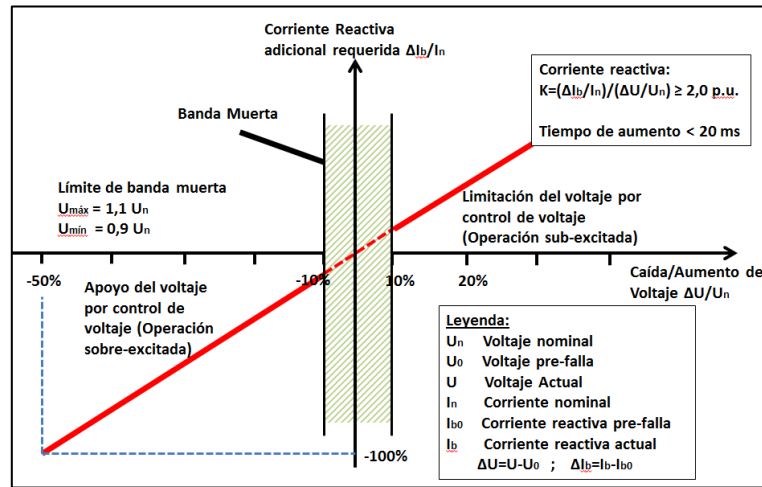 Corriente Reactiva
adicional requerida ΔIb/In
Corriente reactiva:
K=(ΔIb/In)/(ΔU/Un) ≥ 2,0 p.u.
Tiempo de aumento < 20 ms
Banda Muerta
Límite de banda muerta
Umáx = 1,1 Un
Umín = 0,9 Un
Limitación del voltaje por
control de voltaje
(Operación sub-excitada)
-50%
-10%
10%
20%
Caída/Aumento de
Voltaje ΔU/Un
Apoyo del voltaje
por control de
voltaje (Operación
sobre-excitada)
Leyenda:
Un Voltaje nominal
U0 Voltaje pre-falla
U Voltaje Actual
In Corriente nominal
Ib0 Corriente reactiva pre-falla
Ib Corriente reactiva actual
ΔU=U-U0 ; ΔIb=Ib-Ib0
-100%